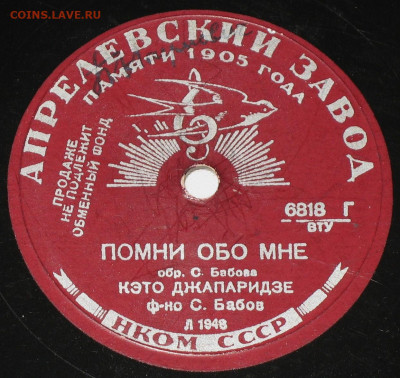 COINS.LAVE.RU
АПРЕЛЕВСКИЙ ЗАВОД
ПАМЯТИ 1905 ГОДА
ПРОДАЖЕ
НЕ ПОДЛЕЖИТ
ОБМЕННЫЙ ФОНД
6818 Г
ВТУ
ПОМНИ ОБО МНЕ
обр. С. Бабова
КЭТО ДЖАПАРИДЗЕ
ф-но С. Бабов
Л 1948
НКОМ СССР